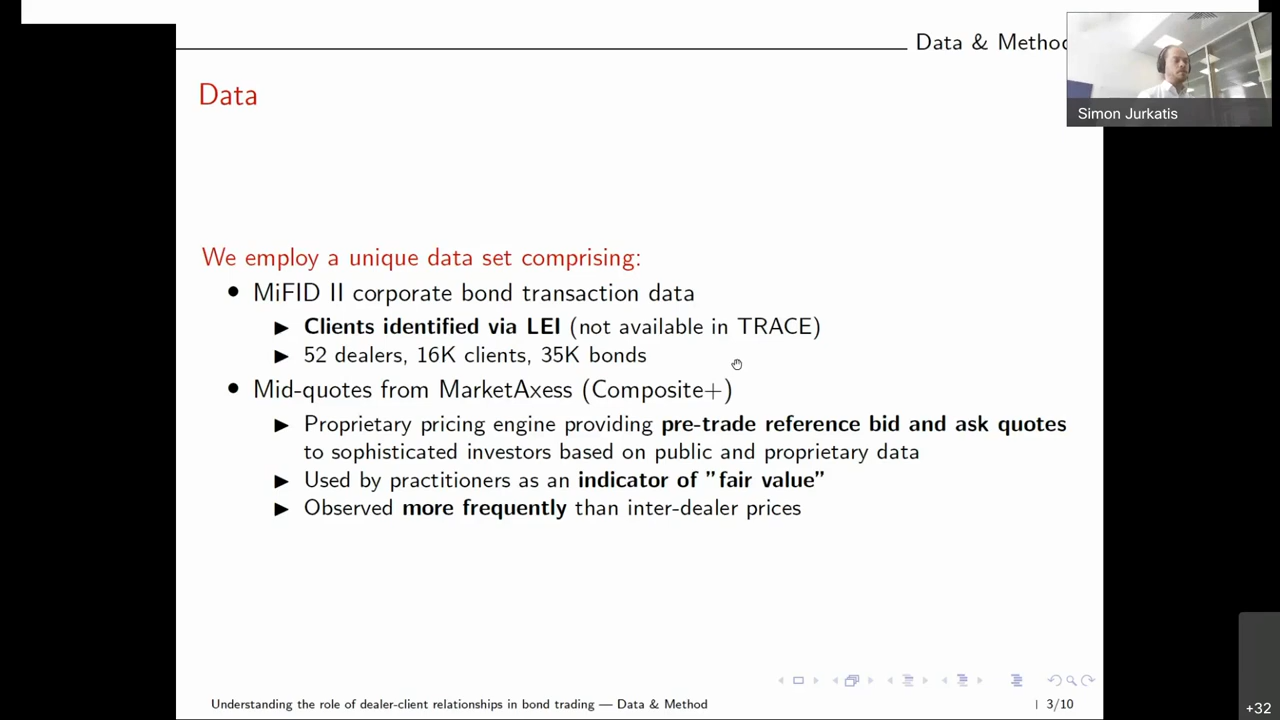 Data & Metho
Simon Jurkatis
Data
We employ a unique data set comprising:
• MiFID II corporate bond transaction data
▶ Clients identified via LEI (not available in TRACE)
▶ 52 dealers, 16K clients, 35K bonds
• Mid-quotes from MarketAxess (Composite+)
▶ Proprietary pricing engine providing pre-trade reference bid and ask quotes
to sophisticated investors based on public and proprietary data
▶ Used by practitioners as an indicator of ”fair value”
▶ Observed more frequently than inter-dealer prices
Understanding the role of dealer-client relationships in bond trading — Data & Method | 3/10
+32